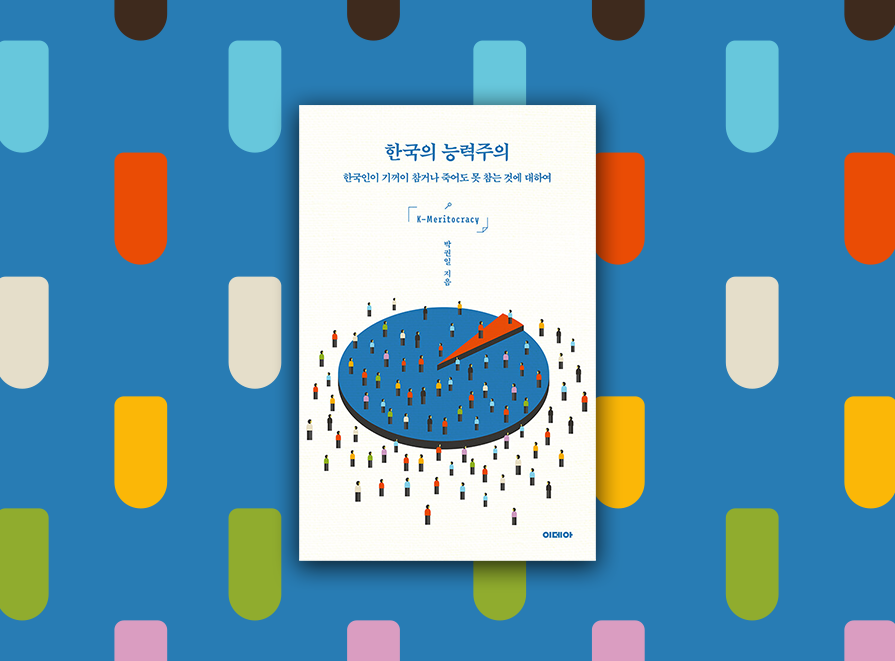 한국의 능력주의
한국인이 기꺼이 참거나 죽어도 못 참는 것에 대하여
K-Meritocracy
박권일 지음
이데아